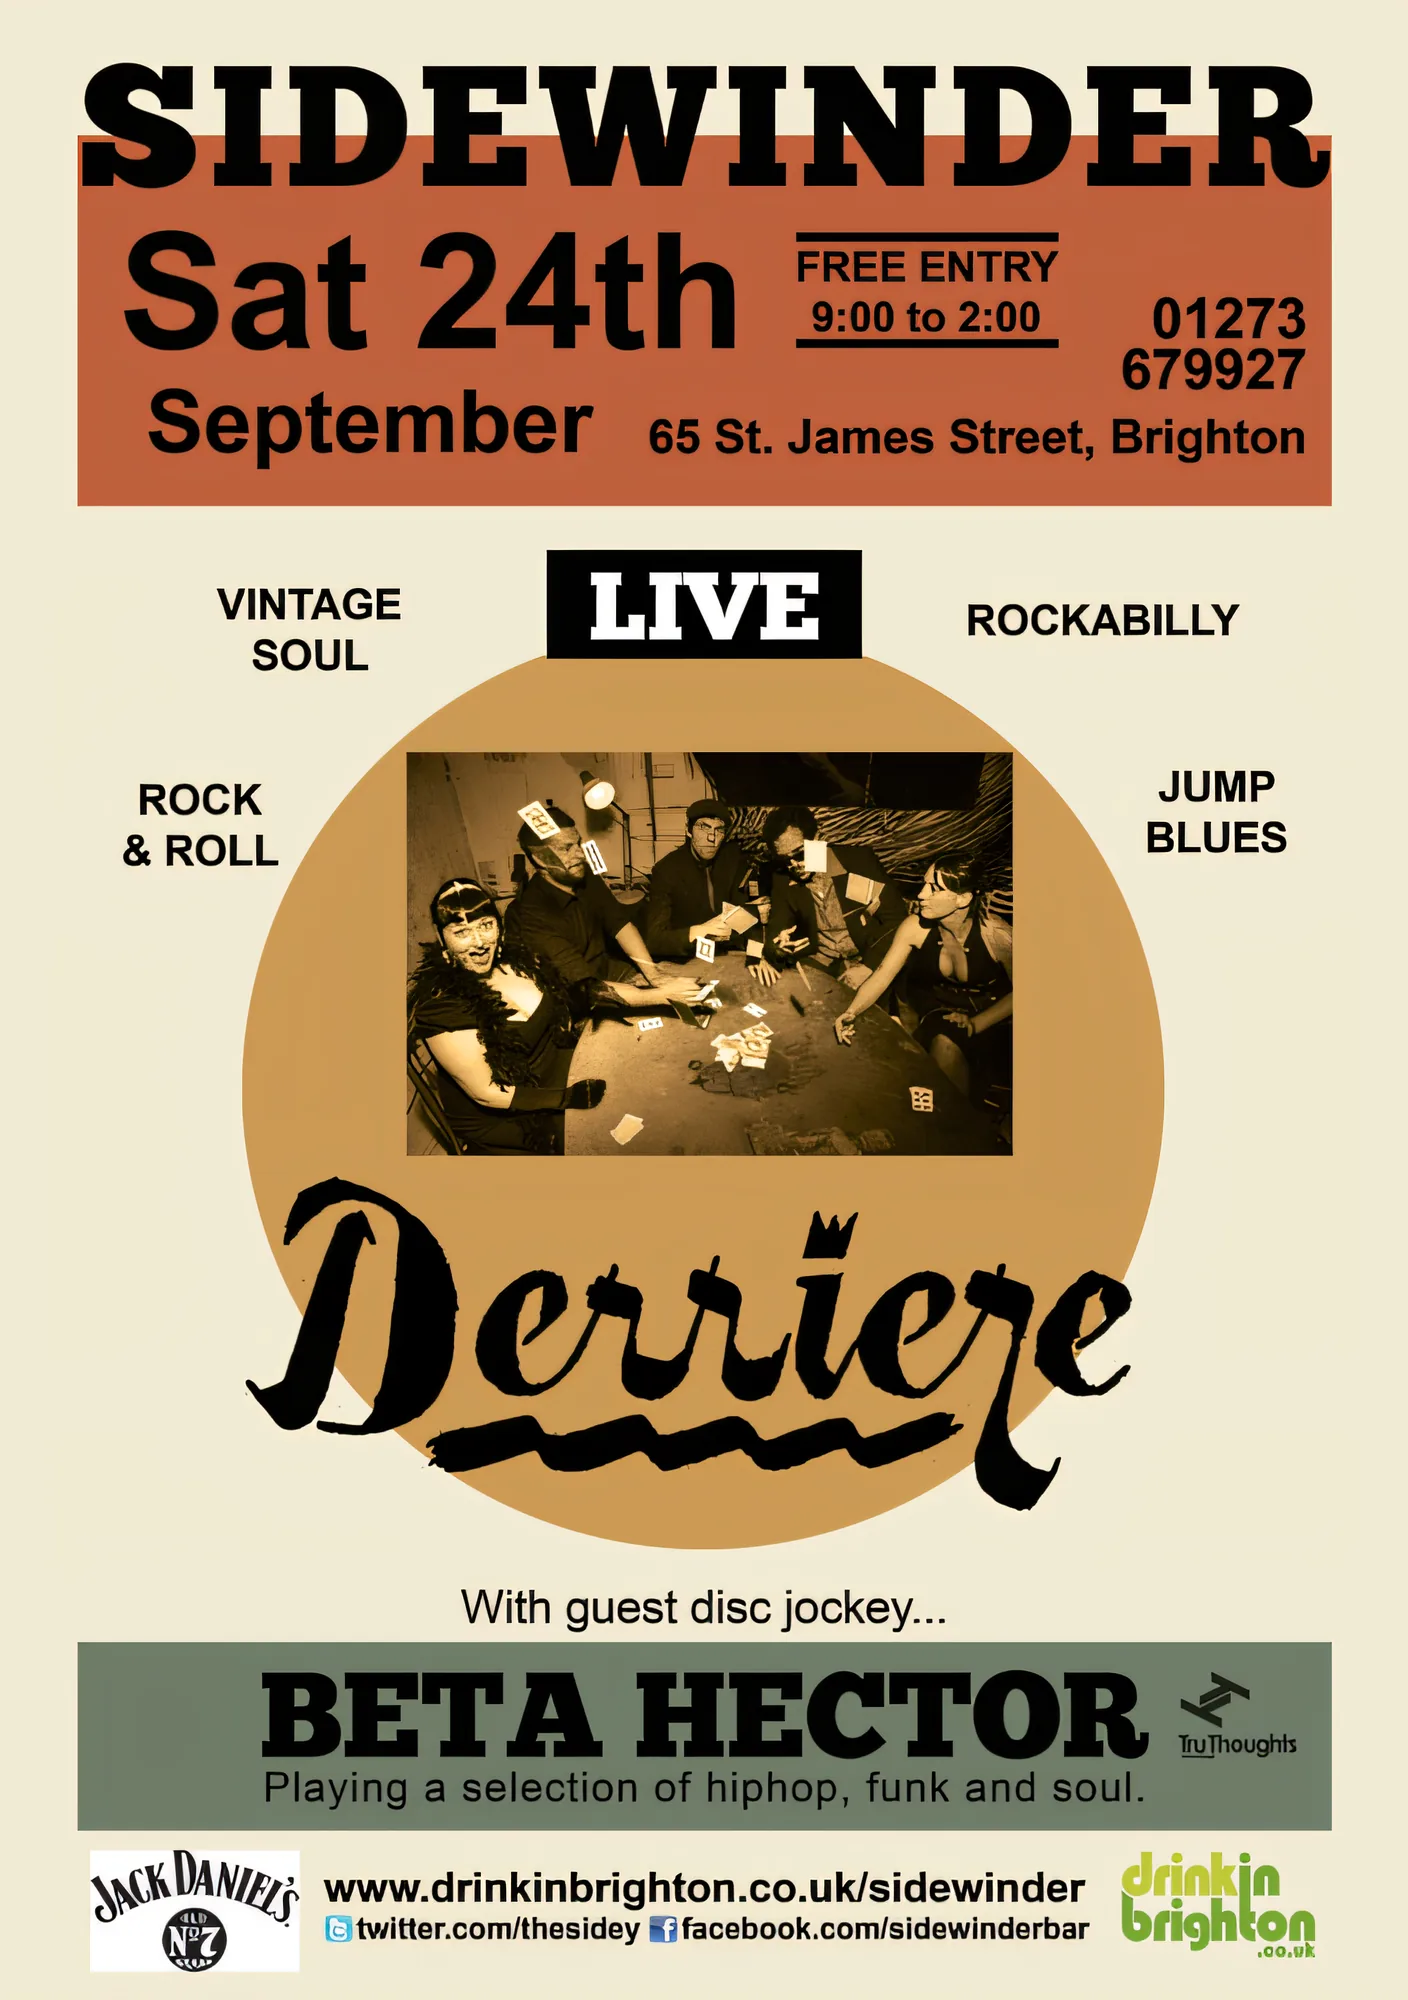 SIDEWINDER
Sat 24th
September
FREE ENTRY
9:00 to 2:00
01273
679927
65 St. James Street, Brighton
LIVE
VINTAGE
SOUL
ROCKABILLY
ROCK
& ROLL
JUMP
BLUES
Derriere
With guest disc jockey...
BETA HECTOR
TruThoughts
Playing a selection of hiphop, funk and soul.
JACK DANIEL'S
OLD
Nº7
www.drinkinbrighton.co.uk/sidewinder
twitter.com/thesidey facebook.com/sidewinderbar
drinkin
brighton
.co.uk